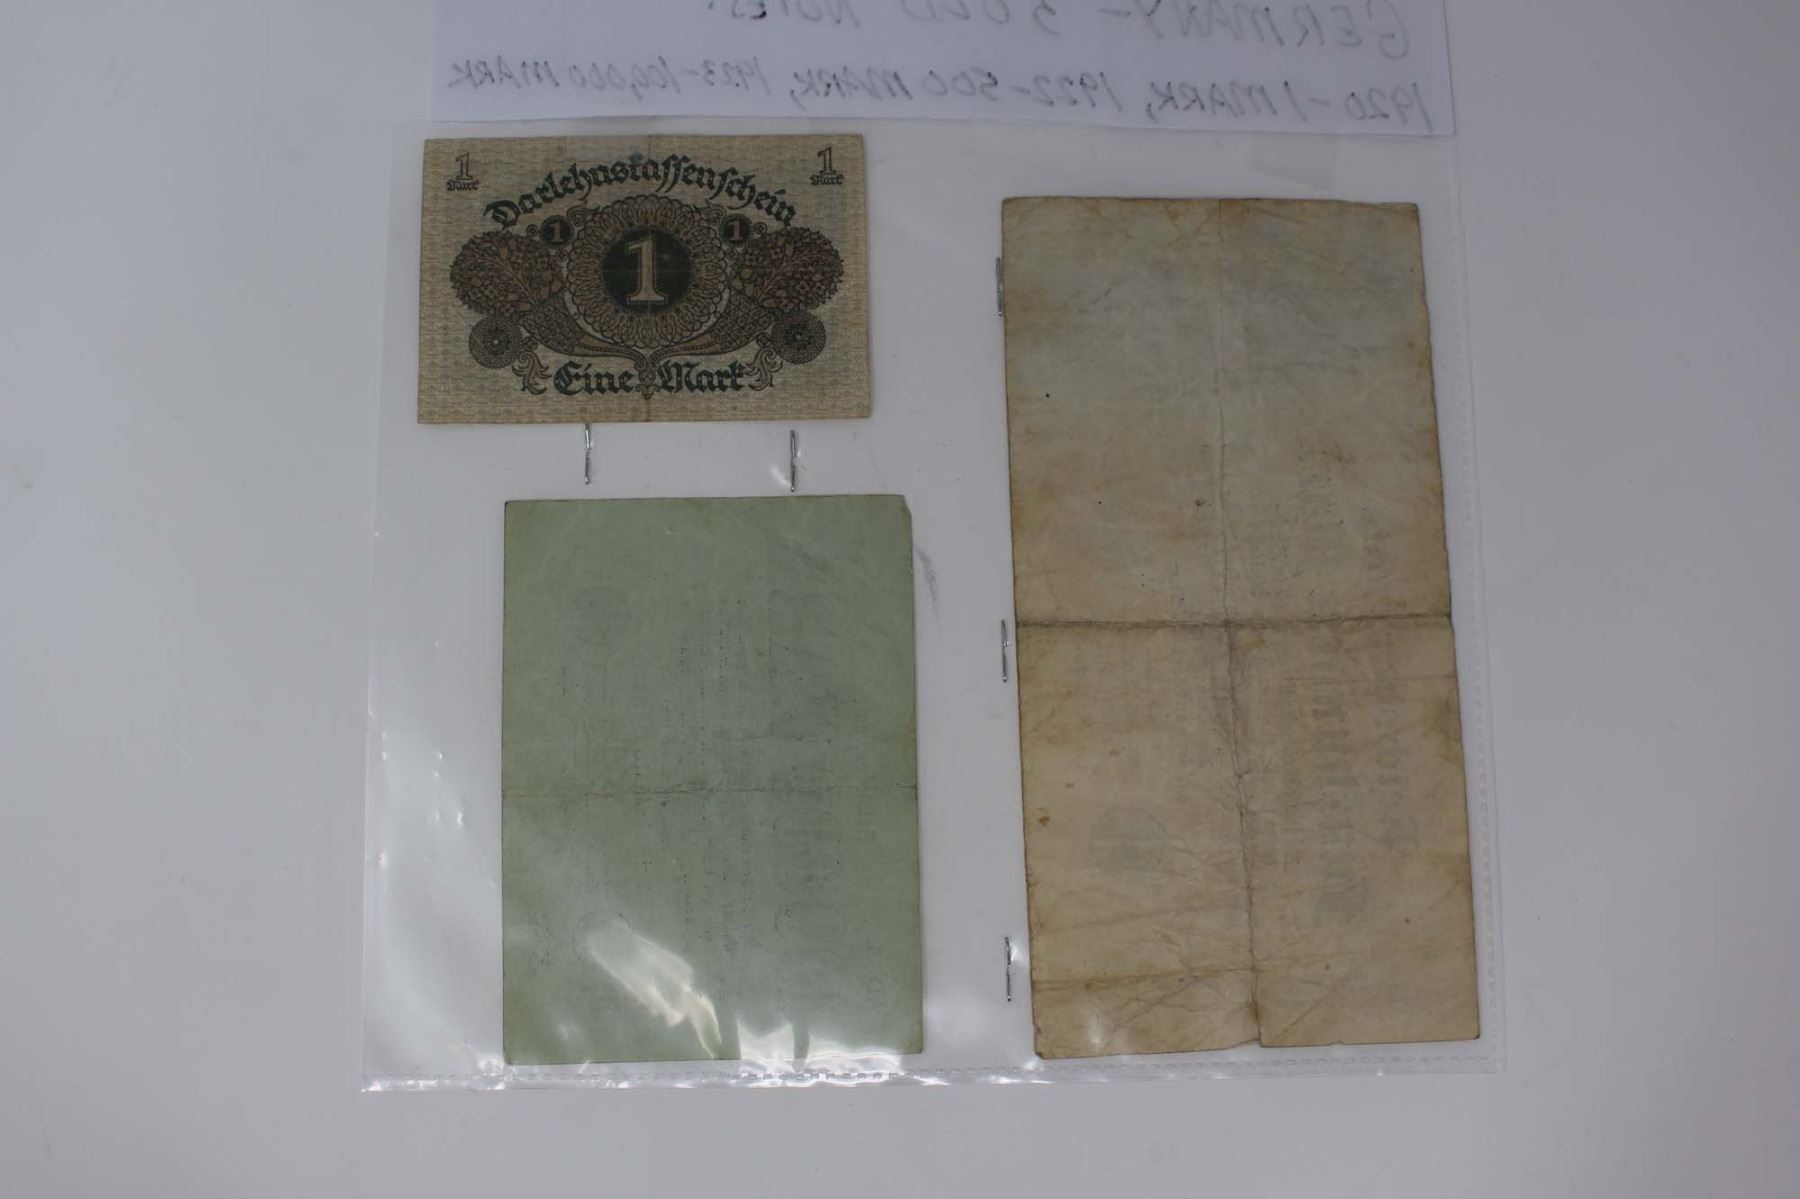 GERMANY - 3 OLD NOTES.
1920 - 1 MARK, 1922 - 500 MARK, 1923 - 100,000 MARK
1 Mark
1 Mark
Darlehnskassenschein
1 1 1
Eine Mark